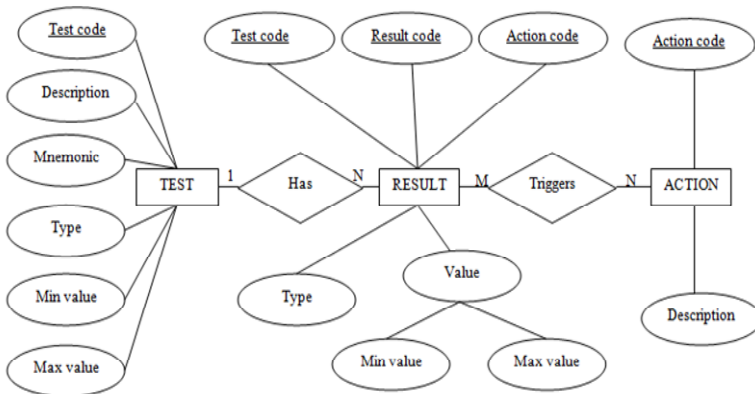 Test code
Test code
Result code
Action code
Action code
Description
Mnemonic
TEST
1
Has
N
RESULT
M
Triggers
N
ACTION
Type
Value
Min value
Type
Description
Max value
Min value
Max value